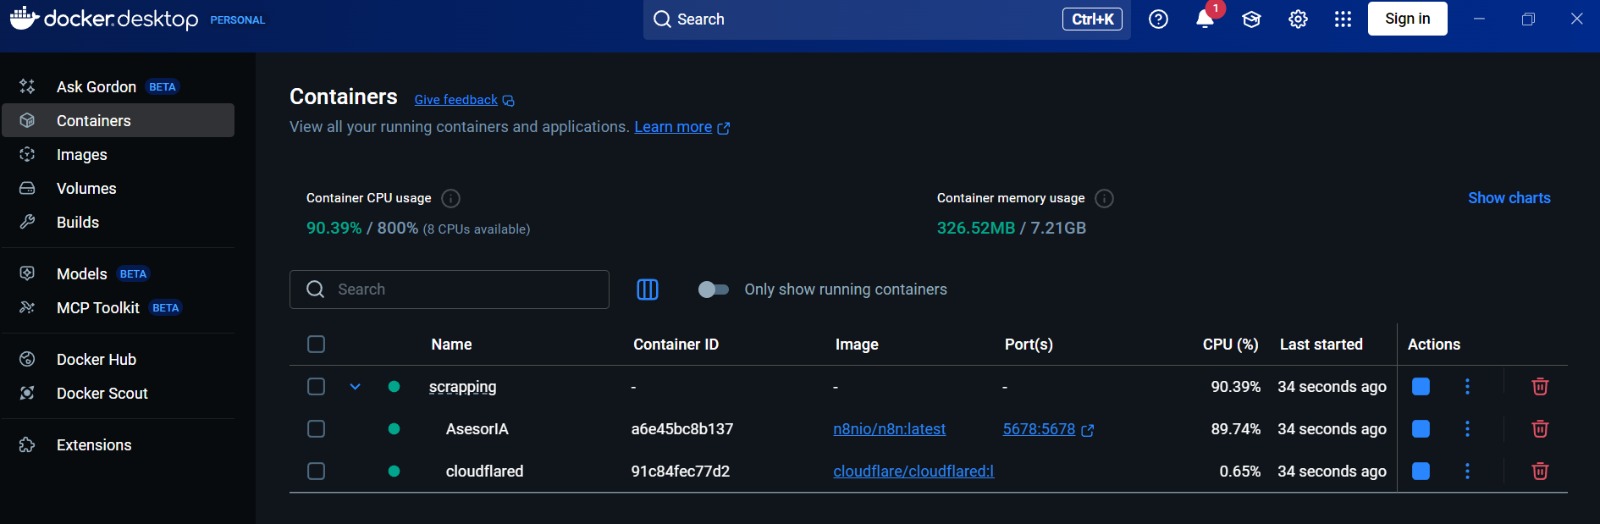 docker.desktop PERSONAL
Search Ctrl+K
1
Sign in
Ask Gordon BETA
Containers
Images
Volumes
Builds
Models BETA
MCP Toolkit BETA
Docker Hub
Docker Scout
Extensions
Containers Give feedback
View all your running containers and applications. Learn more
Container CPU usage
90.39% / 800% (8 CPUs available)
Container memory usage
326.52MB / 7.21GB
Show charts
Search
Only show running containers
Name Container ID Image Port(s) CPU (%) Last started Actions
scrapping - - - 90.39% 34 seconds ago
AsesorIA a6e45bc8b137 n8nio/n8n:latest 5678:5678 89.74% 34 seconds ago
cloudflared 91c84fec77d2 cloudflare/cloudflared:l 0.65% 34 seconds ago